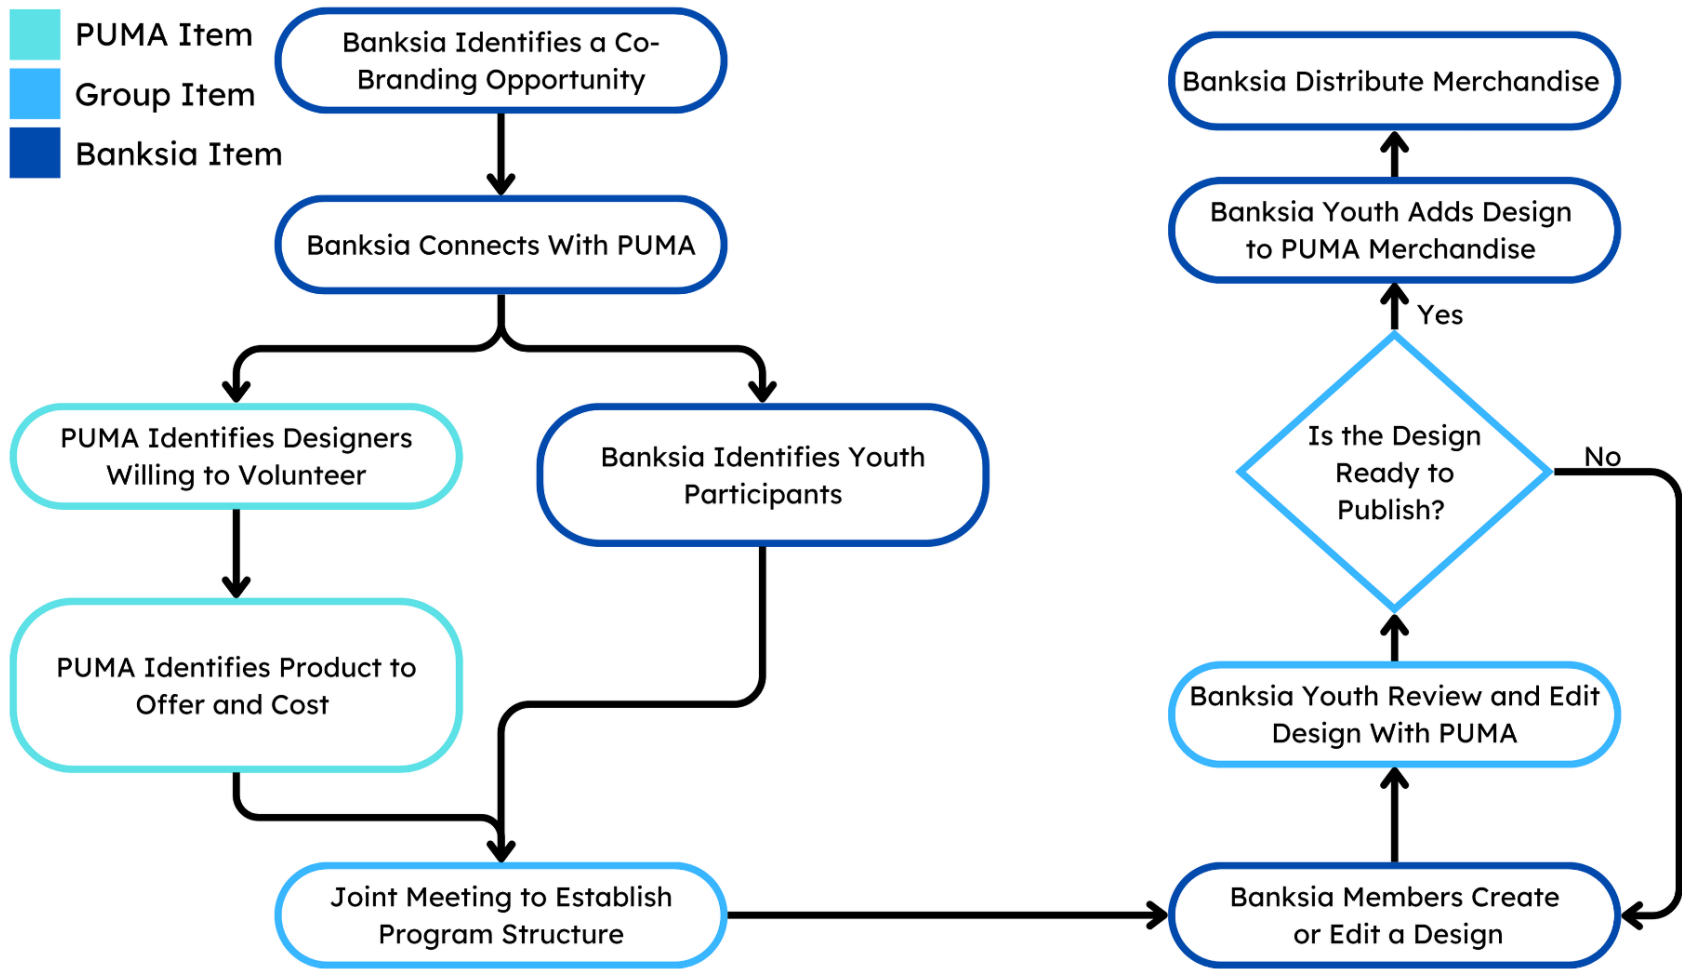 PUMA Item
Group Item
Banksia Item
Banksia Identifies a Co-
Branding Opportunity
Banksia Connects With PUMA
PUMA Identifies Designers
Willing to Volunteer
Banksia Identifies Youth
Participants
PUMA Identifies Product to
Offer and Cost
Joint Meeting to Establish
Program Structure
Banksia Members Create
or Edit a Design
Banksia Youth Review and Edit
Design With PUMA
Is the Design
Ready to
Publish?
No
Yes
Banksia Youth Adds Design
to PUMA Merchandise
Banksia Distribute Merchandise